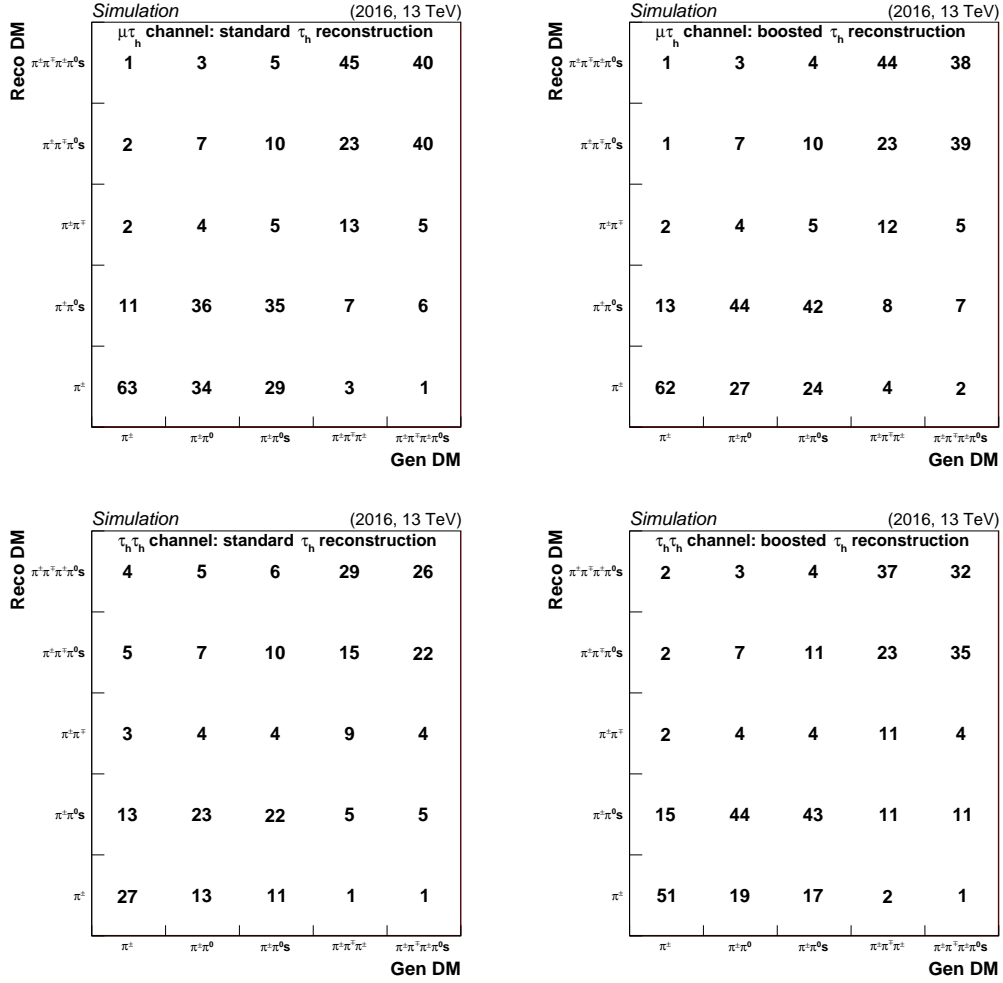 Simulation (2016, 13 TeV)
μτh channel: standard τh reconstruction
Reco DM
π±π∓π±π⁰s 1 3 5 45 40
π±π∓π⁰s 2 7 10 23 40
π±π∓ 2 4 5 13 5
π±π⁰s 11 36 35 7 6
π± 63 34 29 3 1
π± π±π⁰ π±π⁰s π±π∓π± π±π∓π±π⁰s
Gen DM
Simulation (2016, 13 TeV)
μτh channel: boosted τh reconstruction
Reco DM
π±π∓π±π⁰s 1 3 4 44 38
π±π∓π⁰s 1 7 10 23 39
π±π∓ 2 4 5 12 5
π±π⁰s 13 44 42 8 7
π± 62 27 24 4 2
π± π±π⁰ π±π⁰s π±π∓π± π±π∓π±π⁰s
Gen DM
Simulation (2016, 13 TeV)
τhτh channel: standard τh reconstruction
Reco DM
π±π∓π±π⁰s 4 5 6 29 26
π±π∓π⁰s 5 7 10 15 22
π±π∓ 3 4 4 9 4
π±π⁰s 13 23 22 5 5
π± 27 13 11 1 1
π± π±π⁰ π±π⁰s π±π∓π± π±π∓π±π⁰s
Gen DM
Simulation (2016, 13 TeV)
τhτh channel: boosted τh reconstruction
Reco DM
π±π∓π±π⁰s 2 3 4 37 32
π±π∓π⁰s 2 7 11 23 35
π±π∓ 2 4 4 11 4
π±π⁰s 15 44 43 11 11
π± 51 19 17 2 1
π± π±π⁰ π±π⁰s π±π∓π± π±π∓π±π⁰s
Gen DM